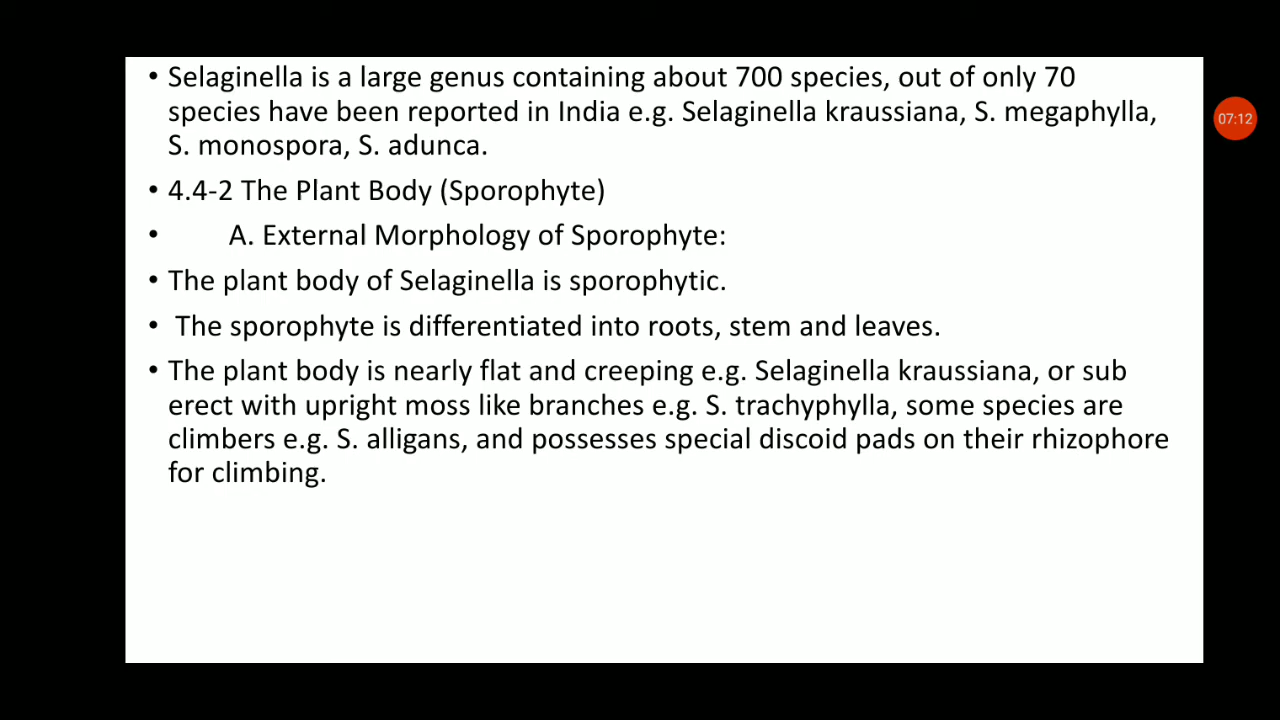 • Selaginella is a large genus containing about 700 species, out of only 70
species have been reported in India e.g. Selaginella kraussiana, S. megaphylla,
S. monospora, S. adunca.
• 4.4-2 The Plant Body (Sporophyte)
• A. External Morphology of Sporophyte:
• The plant body of Selaginella is sporophytic.
• The sporophyte is differentiated into roots, stem and leaves.
• The plant body is nearly flat and creeping e.g. Selaginella kraussiana, or sub
erect with upright moss like branches e.g. S. trachyphylla, some species are
climbers e.g. S. alligans, and possesses special discoid pads on their rhizophore
for climbing.
07:12